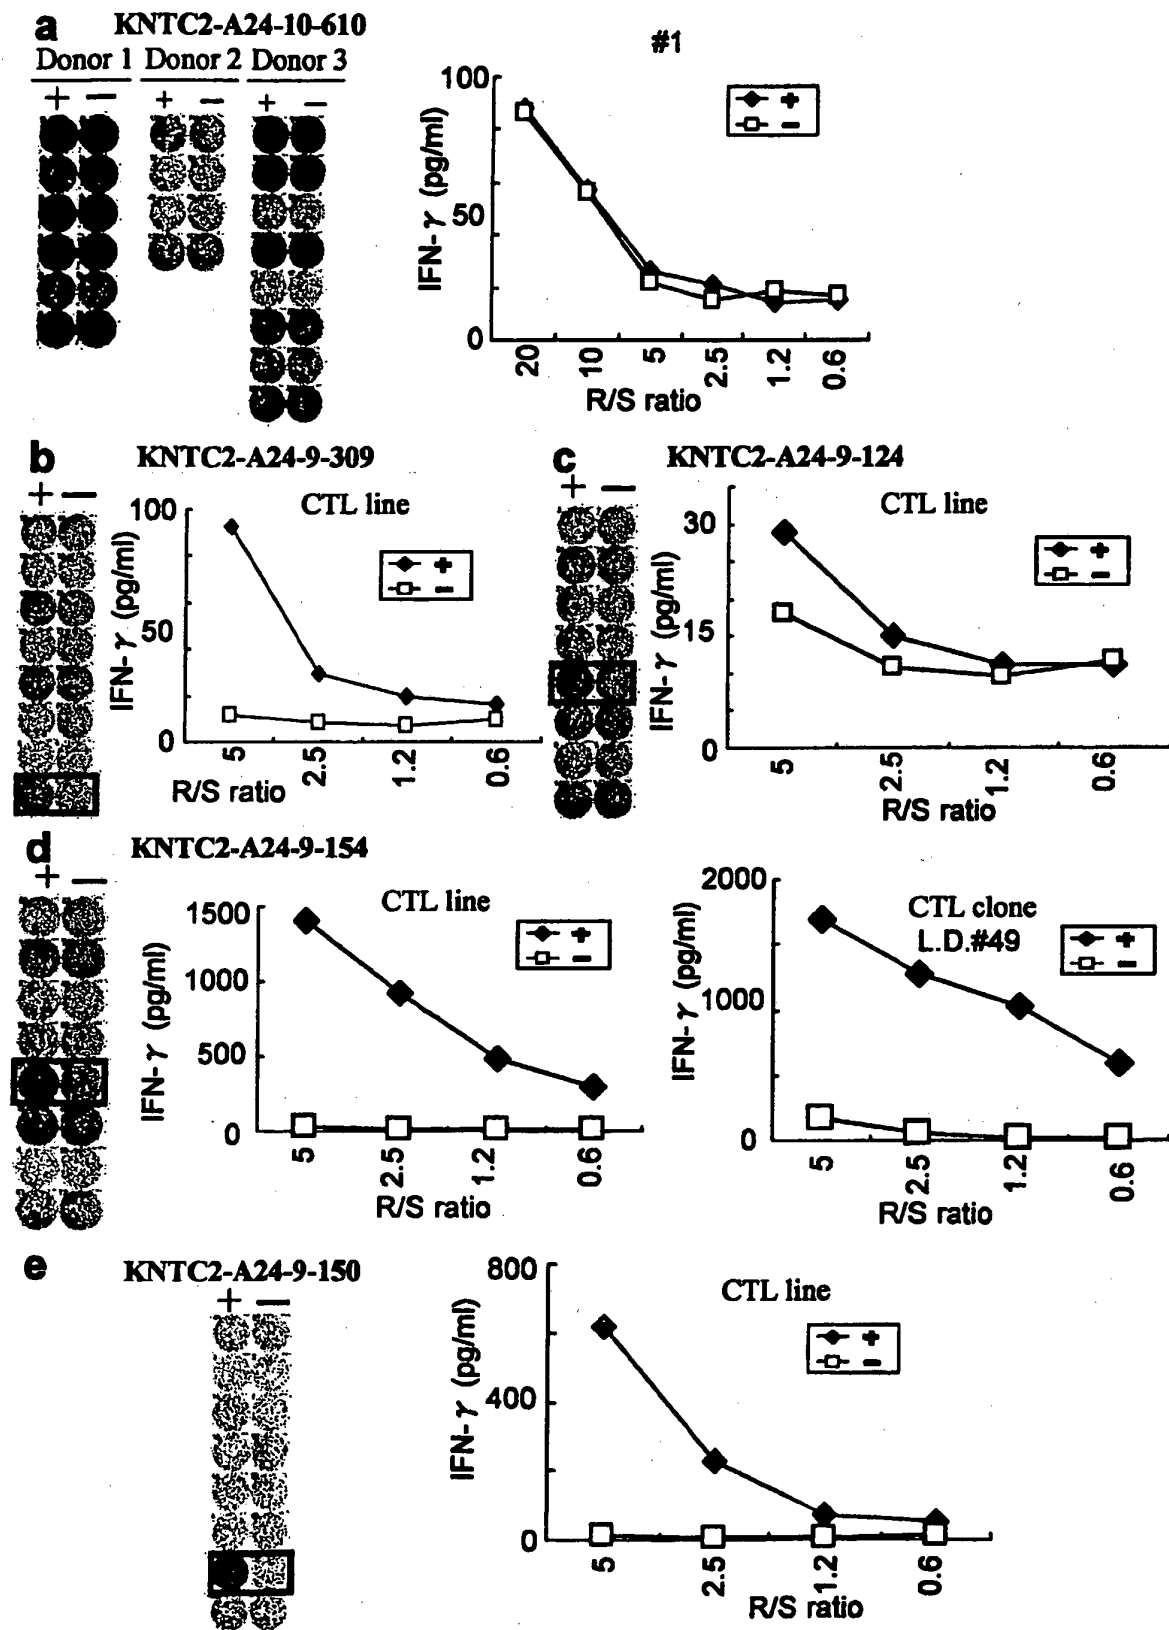 a KNTC2-A24-10-610
Donor 1 Donor 2 Donor 3
+ − + − + −
#1
IFN-γ (pg/ml)
100
50
0
+
−
20 10 5 2.5 1.2 0.6
R/S ratio
b KNTC2-A24-9-309
+ −
CTL line
IFN-γ (pg/ml)
100
50
0
+
−
5 2.5 1.2 0.6
R/S ratio
c KNTC2-A24-9-124
+ −
CTL line
IFN-γ (pg/ml)
30
15
0
+
−
5 2.5 1.2 0.6
R/S ratio
d KNTC2-A24-9-154
+ −
CTL line
IFN-γ (pg/ml)
1500
1000
500
0
+
−
5 2.5 1.2 0.6
R/S ratio
CTL clone
L.D.#49
IFN-γ (pg/ml)
2000
1000
0
+
−
5 2.5 1.2 0.6
R/S ratio
e KNTC2-A24-9-150
+ −
CTL line
IFN-γ (pg/ml)
800
400
0
+
−
5 2.5 1.2 0.6
R/S ratio